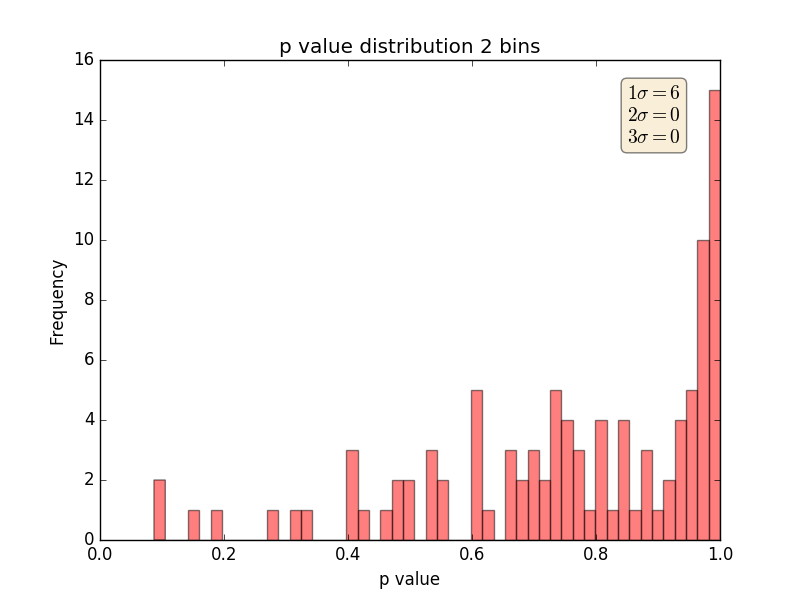 p value distribution 2 bins
1σ = 6
2σ = 0
3σ = 0
16
14
12
10
8
6
4
2
0
Frequency
0.0 0.2 0.4 0.6 0.8 1.0
p value